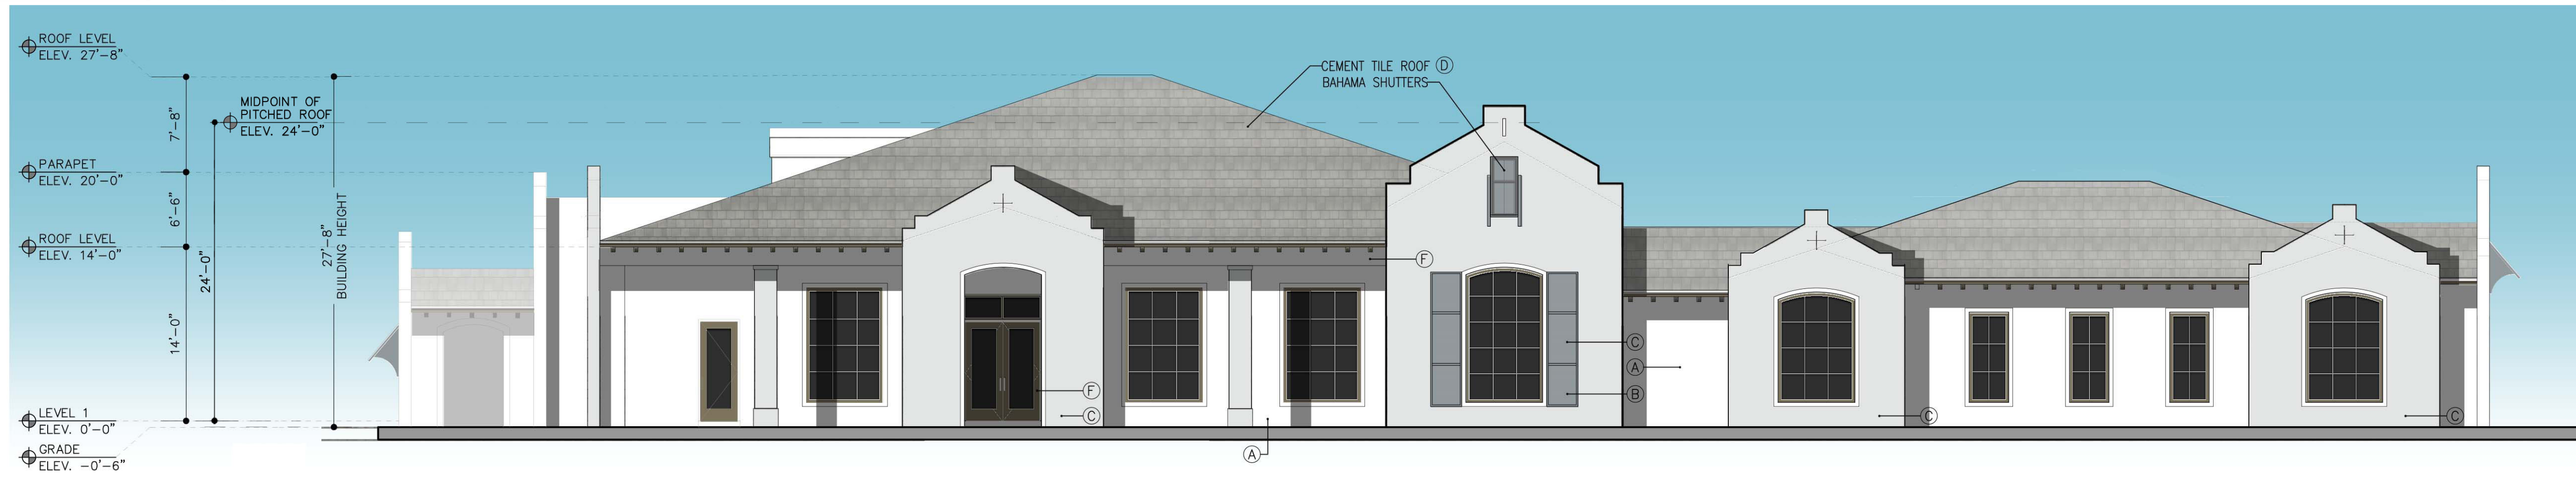 ROOF LEVEL
ELEV. 27'-8"
MIDPOINT OF
PITCHED ROOF
ELEV. 24'-0"
PARAPET
ELEV. 20'-0"
ROOF LEVEL
ELEV. 14'-0"
LEVEL 1
ELEV. 0'-0"
GRADE
ELEV. -0'-6"
7'-8"
6'-6"
14'-0"
24'-0"
27'-8"
BUILDING HEIGHT
CEMENT TILE ROOF D
BAHAMA SHUTTERS
F
F
C
A
C
A
B
C
C